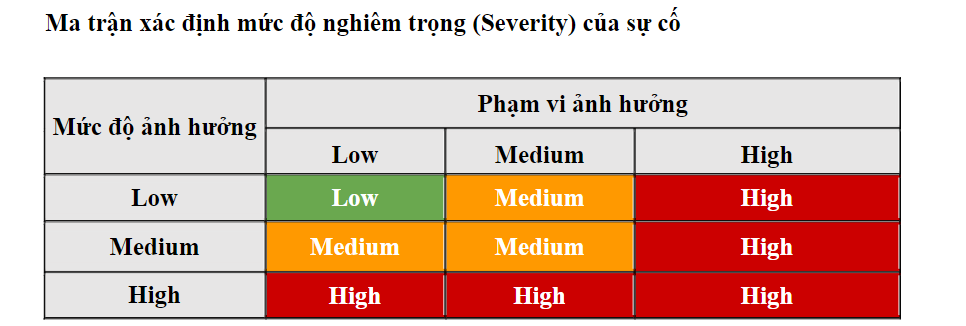 Ma trận xác định mức độ nghiêm trọng (Severity) của sự cố
Mức độ ảnh hưởng
Phạm vi ảnh hưởng
Low Medium High
Low Low Medium High
Medium Medium Medium High
High High High High